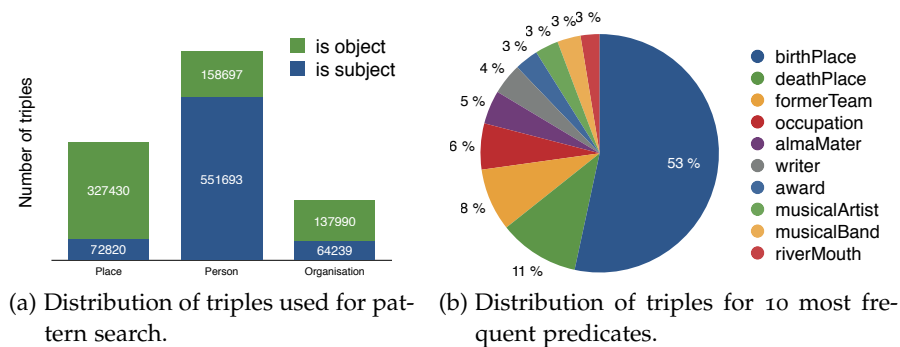 Number of triples
is object
is subject
327430
72820
158697
551693
137990
64239
Place
Person
Organisation
(a) Distribution of triples used for pat-
tern search.
53 %
11 %
8 %
6 %
5 %
4 %
3 %
3 %
3 %
3 %
birthPlace
deathPlace
formerTeam
occupation
almaMater
writer
award
musicalArtist
musicalBand
riverMouth
(b) Distribution of triples for 10 most fre-
quent predicates.